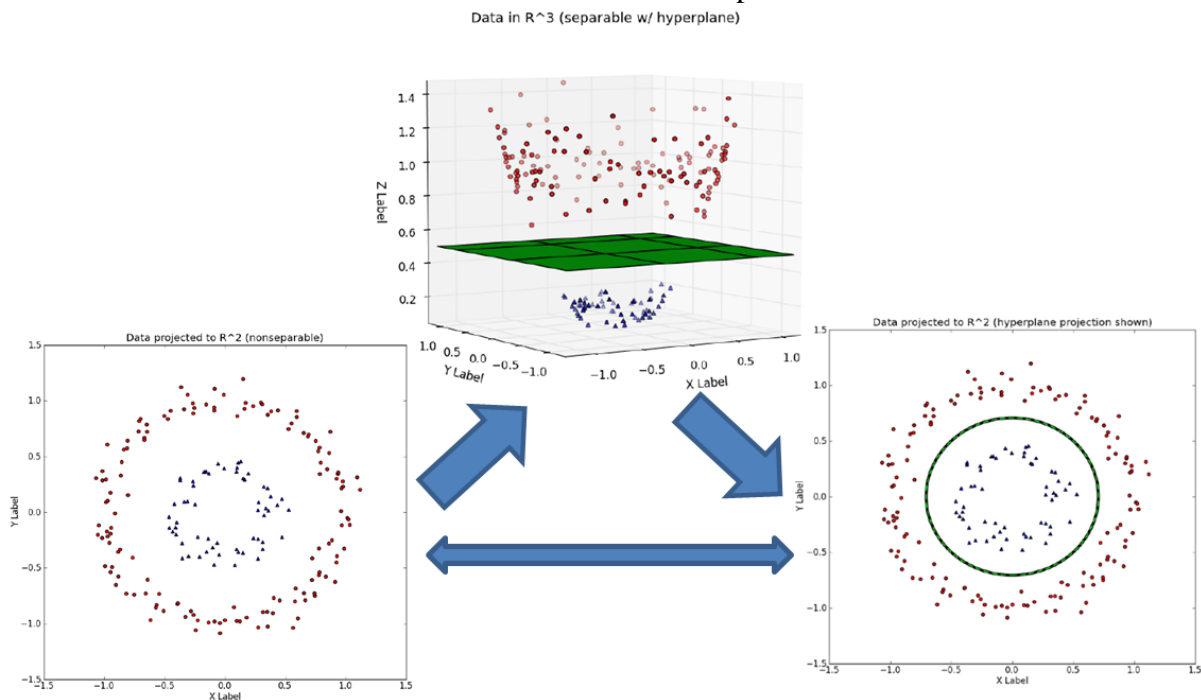 Data in R^3 (separable w/ hyperplane)
1.4
1.2
1.0
0.8
0.6
0.4
0.2
Z Label
1.0 0.5 0.0 −0.5 −1.0
Y Label
−1.0 −0.5 0.0 0.5 1.0
X Label
Data projected to R^2 (nonseparable)
1.5
1.0
0.5
0.0
−0.5
−1.0
−1.5
Y Label
−1.5 −1.0 −0.5 0.0 0.5 1.0 1.5
X Label
Data projected to R^2 (hyperplane projection shown)
1.5
1.0
0.5
0.0
−0.5
−1.0
−1.5
Y Label
−1.5 −1.0 −0.5 0.0 0.5 1.0 1.5
X Label